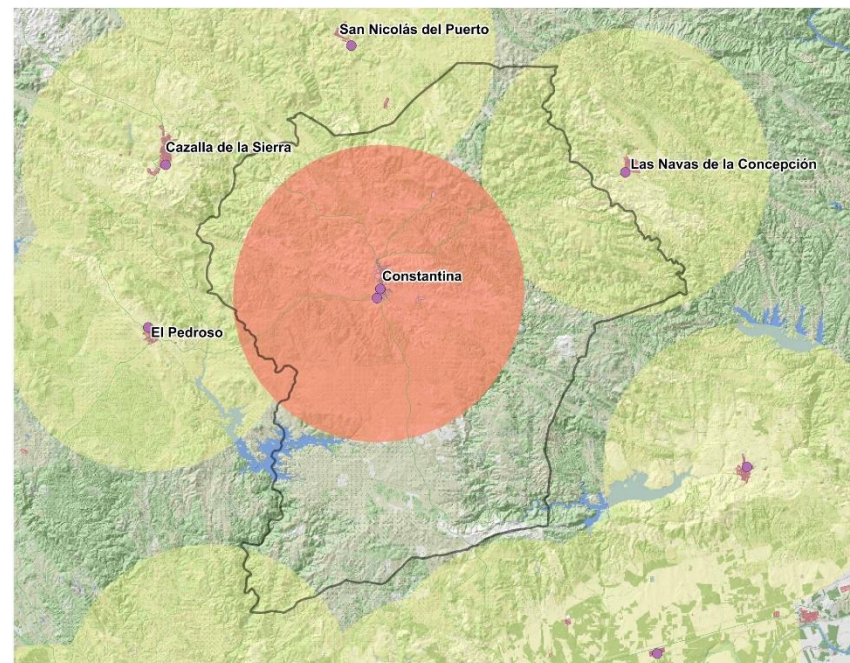 San Nicolás del Puerto
Cazalla de la Sierra
Las Navas de la Concepción
Constantina
El Pedroso